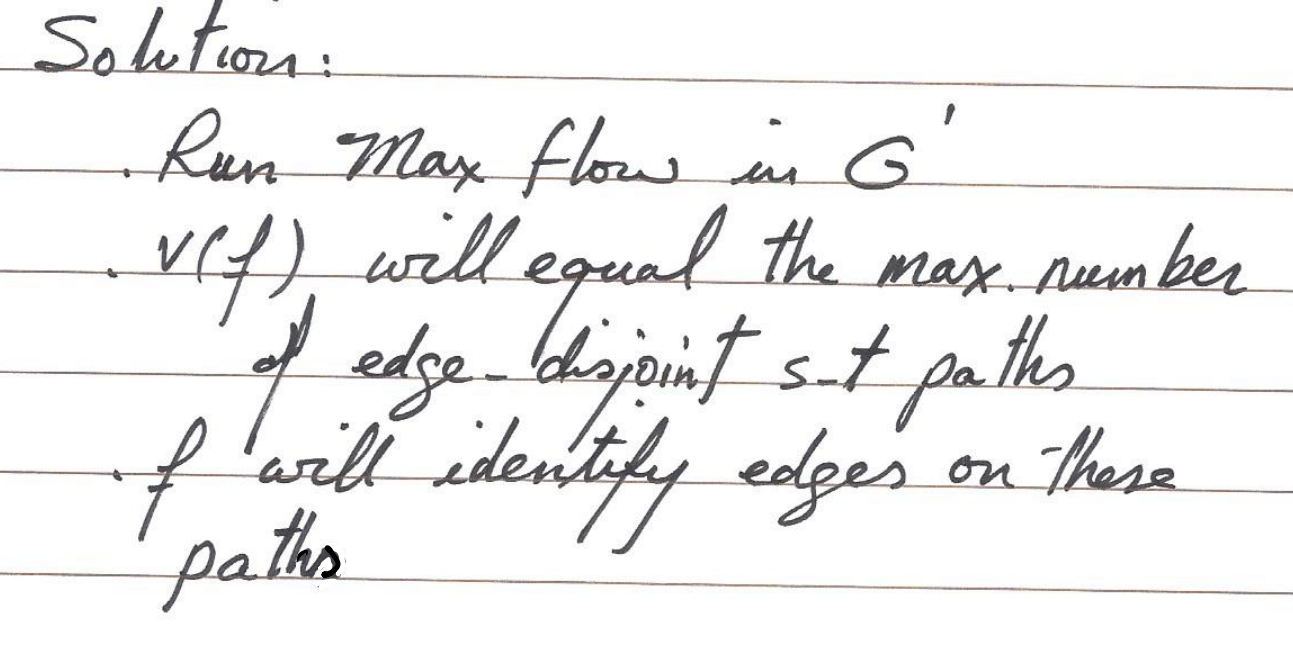 Solution:
. Run Max flow in G'
. v(f) will equal the max. number
of edge-disjoint s-t paths
. f will identify edges on these
paths